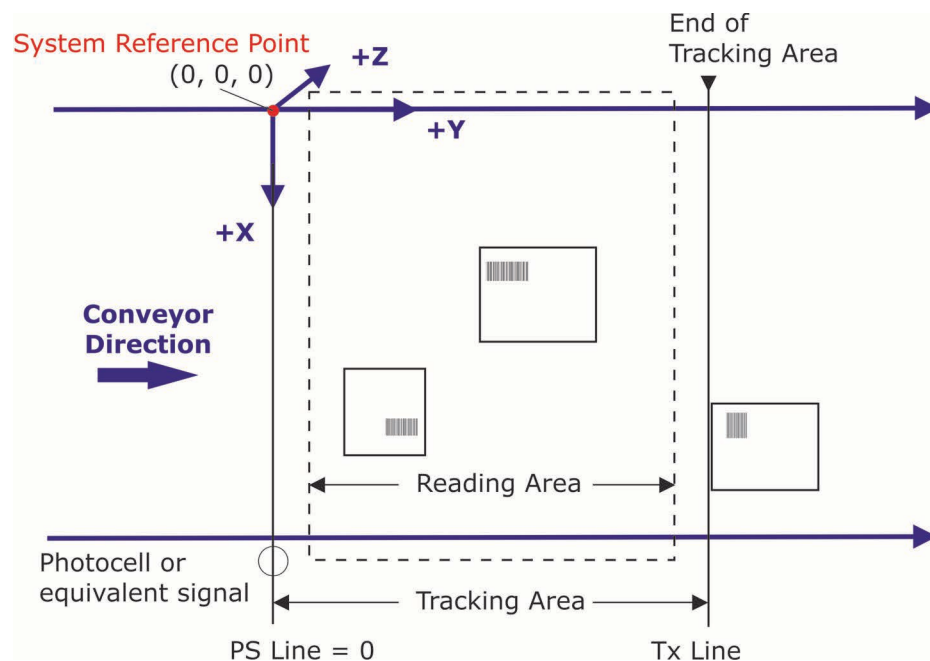 System Reference Point
(0, 0, 0)
+Z
End of
Tracking Area
+Y
+X
Conveyor
Direction
Reading Area
Photocell or
equivalent signal
Tracking Area
PS Line = 0
Tx Line